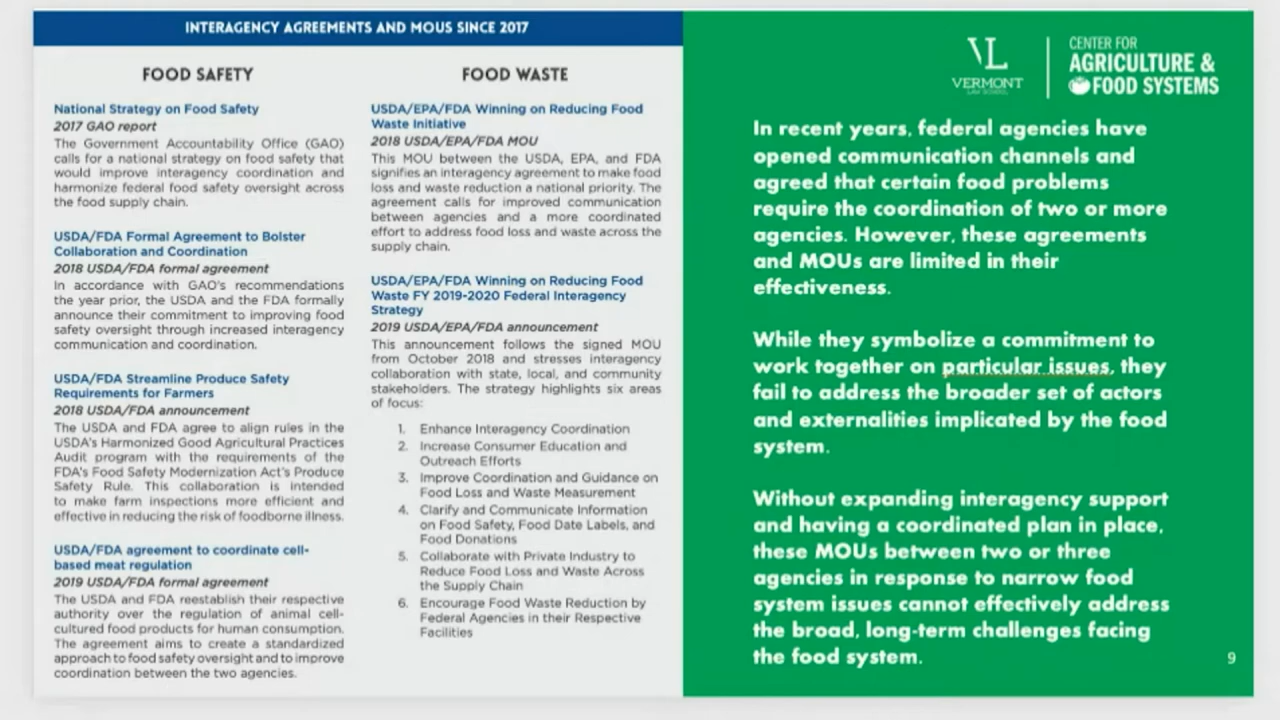 INTERAGENCY AGREEMENTS AND MOUS SINCE 2017
FOOD SAFETY
National Strategy on Food Safety
2017 GAO report
The Government Accountability Office (GAO)
calls for a national strategy on food safety that
would improve interagency coordination and
harmonize federal food safety oversight across
the food supply chain.
USDA/FDA Formal Agreement to Bolster
Collaboration and Coordination
2018 USDA/FDA formal agreement
In accordance with GAO's recommendations
the year prior, the USDA and the FDA formally
announce their commitment to improving food
safety oversight through increased interagency
communication and coordination.
USDA/FDA Streamline Produce Safety
Requirements for Farmers
2018 USDA/FDA announcement
The USDA and FDA agree to align rules in the
USDA's Harmonized Good Agricultural Practices
Audit program with the requirements of the
FDA's Food Safety Modernization Act's Produce
Safety Rule. This collaboration is intended
to make farm inspections more efficient and
effective in reducing the risk of foodborne illness.
USDA/FDA agreement to coordinate cell-
based meat regulation
2019 USDA/FDA formal agreement
The USDA and FDA reestablish their respective
authority over the regulation of animal cell-
cultured food products for human consumption.
The agreement aims to create a standardized
approach to food safety oversight and to improve
coordination between the two agencies.
FOOD WASTE
USDA/EPA/FDA Winning on Reducing Food
Waste Initiative
2018 USDA/EPA/FDA MOU
This MOU between the USDA, EPA, and FDA
signifies an interagency agreement to make food
loss and waste reduction a national priority. The
agreement calls for improved communication
between agencies and a more coordinated
effort to address food loss and waste across the
supply chain.
USDA/EPA/FDA Winning on Reducing Food
Waste FY 2019-2020 Federal Interagency
Strategy
2019 USDA/EPA/FDA announcement
This announcement follows the signed MOU
from October 2018 and stresses interagency
collaboration with state, local, and community
stakeholders. The strategy highlights six areas
of focus:
1. Enhance Interagency Coordination
2. Increase Consumer Education and
Outreach Efforts
3. Improve Coordination and Guidance on
Food Loss and Waste Measurement
4. Clarify and Communicate Information
on Food Safety, Food Date Labels, and
Food Donations
5. Collaborate with Private Industry to
Reduce Food Loss and Waste Across
the Supply Chain
6. Encourage Food Waste Reduction by
Federal Agencies in their Respective
Facilities
VL
VERMONT
LAW SCHOOL
CENTER FOR
AGRICULTURE &
FOOD SYSTEMS
In recent years, federal agencies have
opened communication channels and
agreed that certain food problems
require the coordination of two or more
agencies. However, these agreements
and MOUs are limited in their
effectiveness.
While they symbolize a commitment to
work together on particular issues, they
fail to address the broader set of actors
and externalities implicated by the food
system.
Without expanding interagency support
and having a coordinated plan in place,
these MOUs between two or three
agencies in response to narrow food
system issues cannot effectively address
the broad, long-term challenges facing
the food system.
9